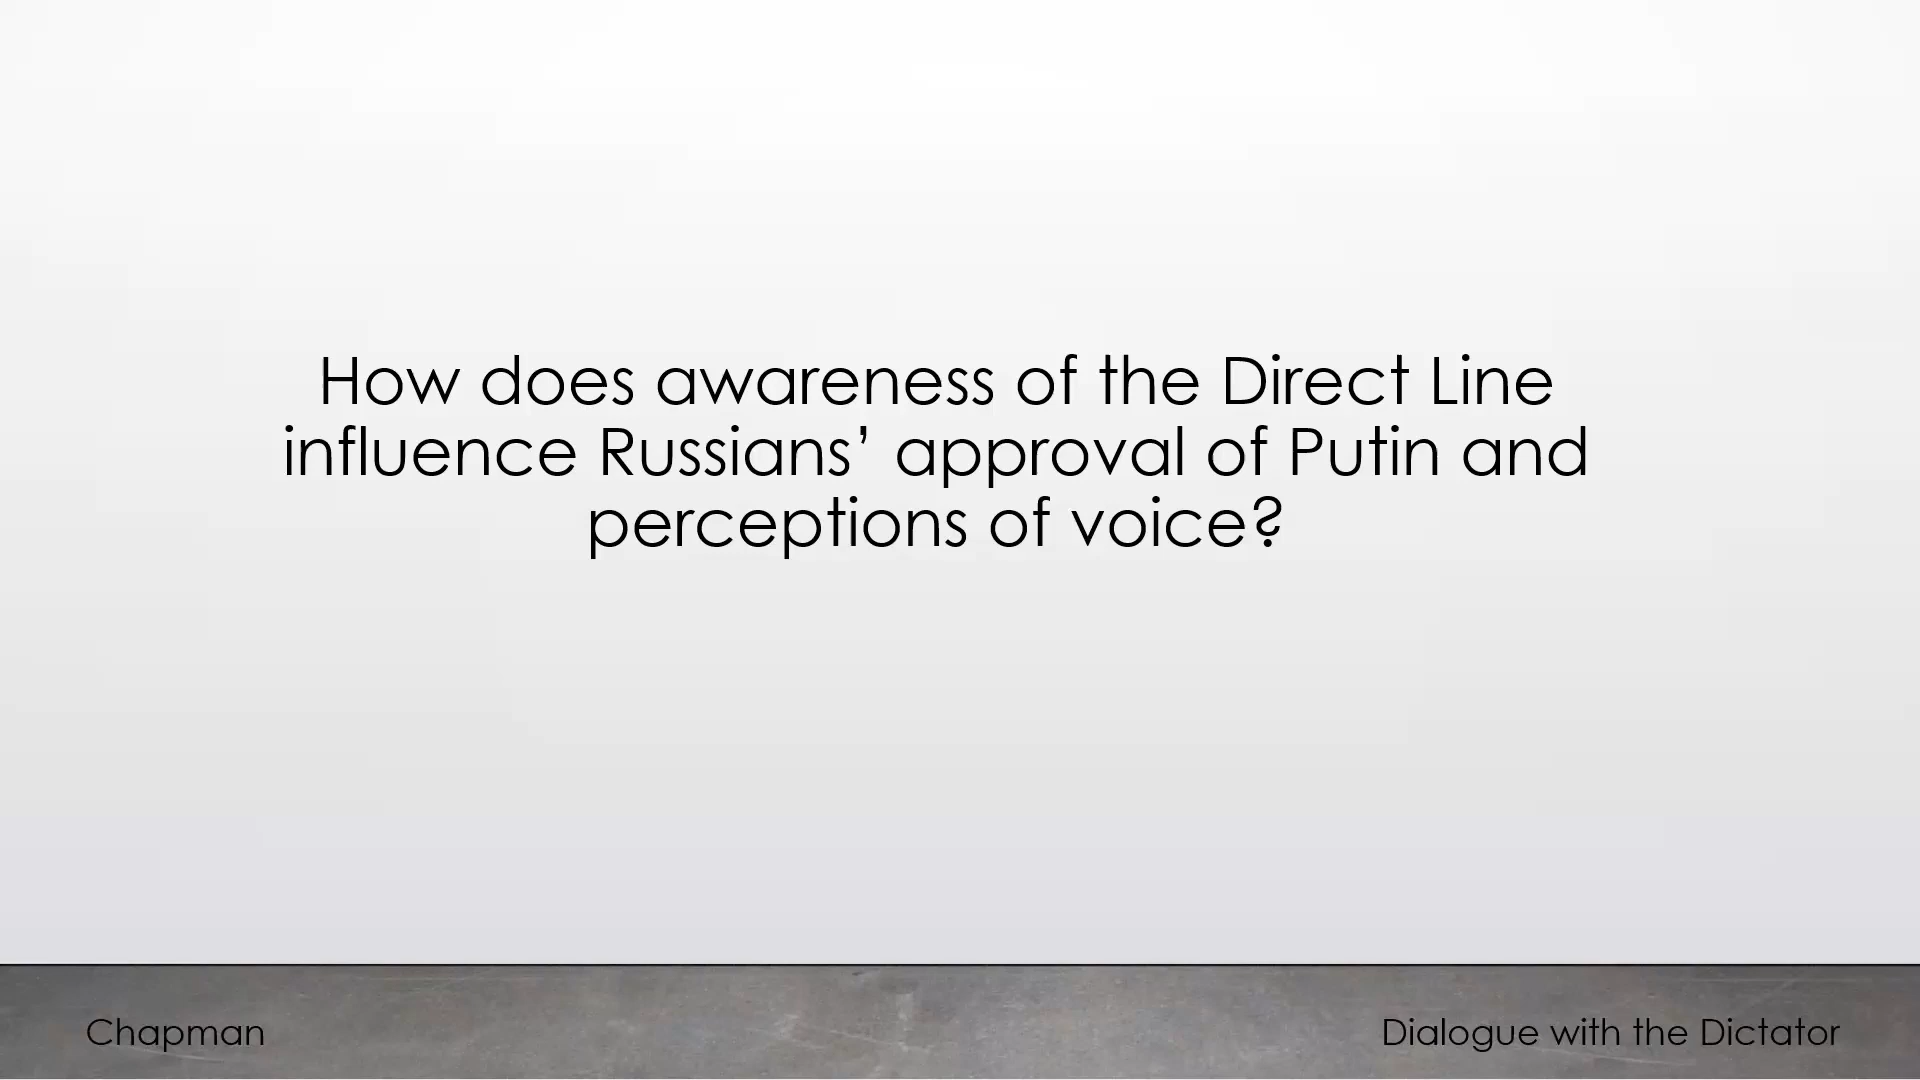 How does awareness of the Direct Line
influence Russians’ approval of Putin and
perceptions of voice?
Chapman
Dialogue with the Dictator